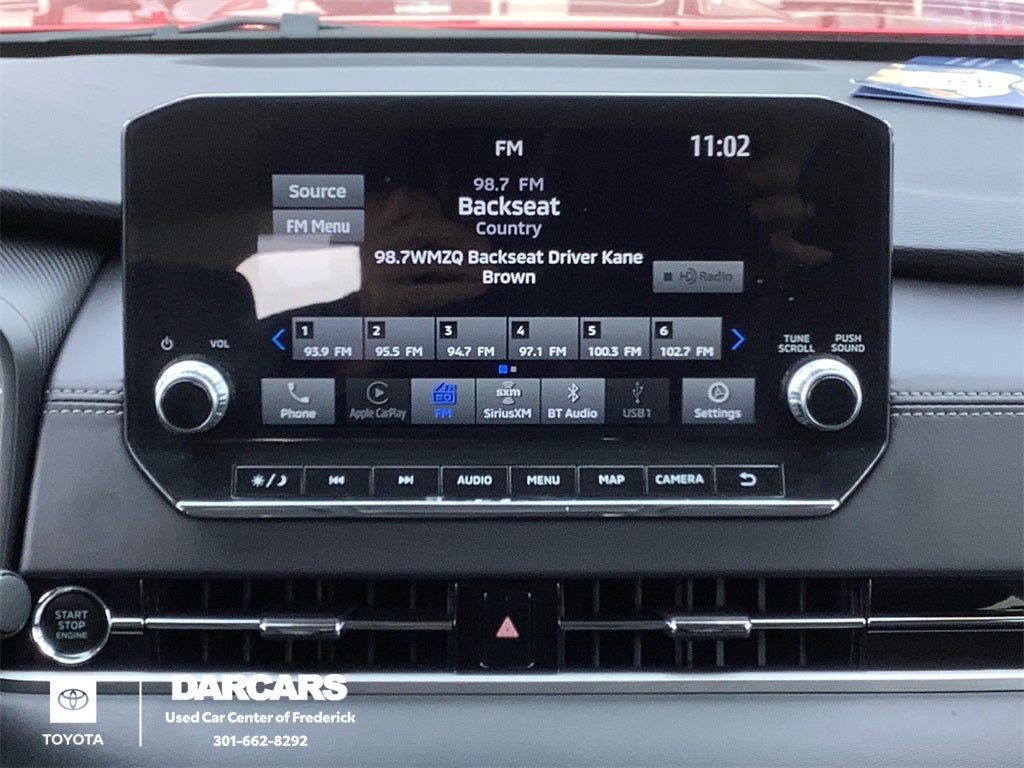 FM
11:02
Source
98.7 FM
Backseat
FM Menu
Country
98.7WMZQ Backseat Driver Kane
Brown
HD Radio
1 2 3 4 5 6
93.9 FM 95.5 FM 94.7 FM 97.1 FM 100.3 FM 102.7 FM
VOL
TUNE
SCROLL
PUSH
SOUND
Phone
Apple CarPlay
FM
sxm
SiriusXM
BT Audio
USB1
Settings
AUDIO
MENU
MAP
CAMERA
START
STOP
ENGINE
TOYOTA
DARCARS
Used Car Center of Frederick
301-662-8292